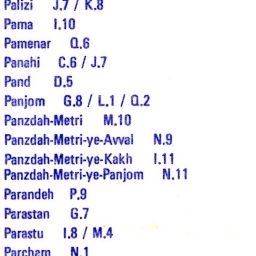 Palizi J.7 / K.8
Pama I.10
Pamenar Q.6
Panahi C.6 / J.7
Pand D.5
Panjom G.8 / L.1 / Q.2
Panzdah-Metri M.10
Panzdah-Metri-ye-Avval N.9
Panzdah-Metri-ye-Kakh I.11
Panzdah-Metri-ye-Panjom N.11
Parandeh P.9
Parastan G.7
Parastu I.8 / M.4
Parcham N.1